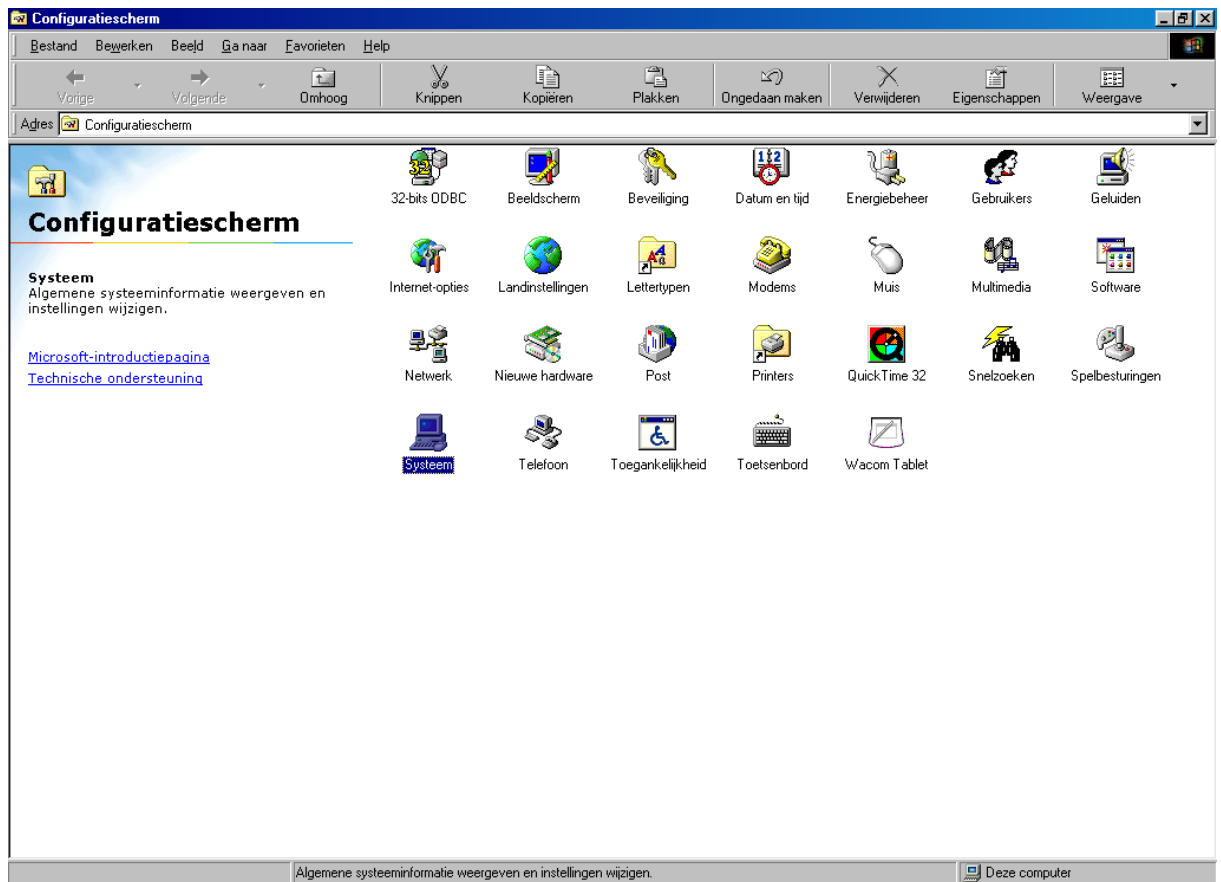 Configuratiescherm
Bestand Bewerken Beeld Ga naar Favorieten Help
Vorige Volgende Omhoog Knippen Kopiëren Plakken Ongedaan maken Verwijderen Eigenschappen Weergave
Adres Configuratiescherm
Configuratiescherm
Systeem
Algemene systeeminformatie weergeven en
instellingen wijzigen.
Microsoft-introductiepagina
Technische ondersteuning
32-bits ODBC Beeldscherm Beveiliging Datum en tijd Energiebeheer Gebruikers Geluiden
Internet-opties Landinstellingen Lettertypen Modems Muis Multimedia Software
Netwerk Nieuwe hardware Post Printers QuickTime 32 Snelzoeken Spelbesturingen
Systeem Telefoon Toegankelijkheid Toetsenbord Wacom Tablet
Algemene systeeminformatie weergeven en instellingen wijzigen. Deze computer